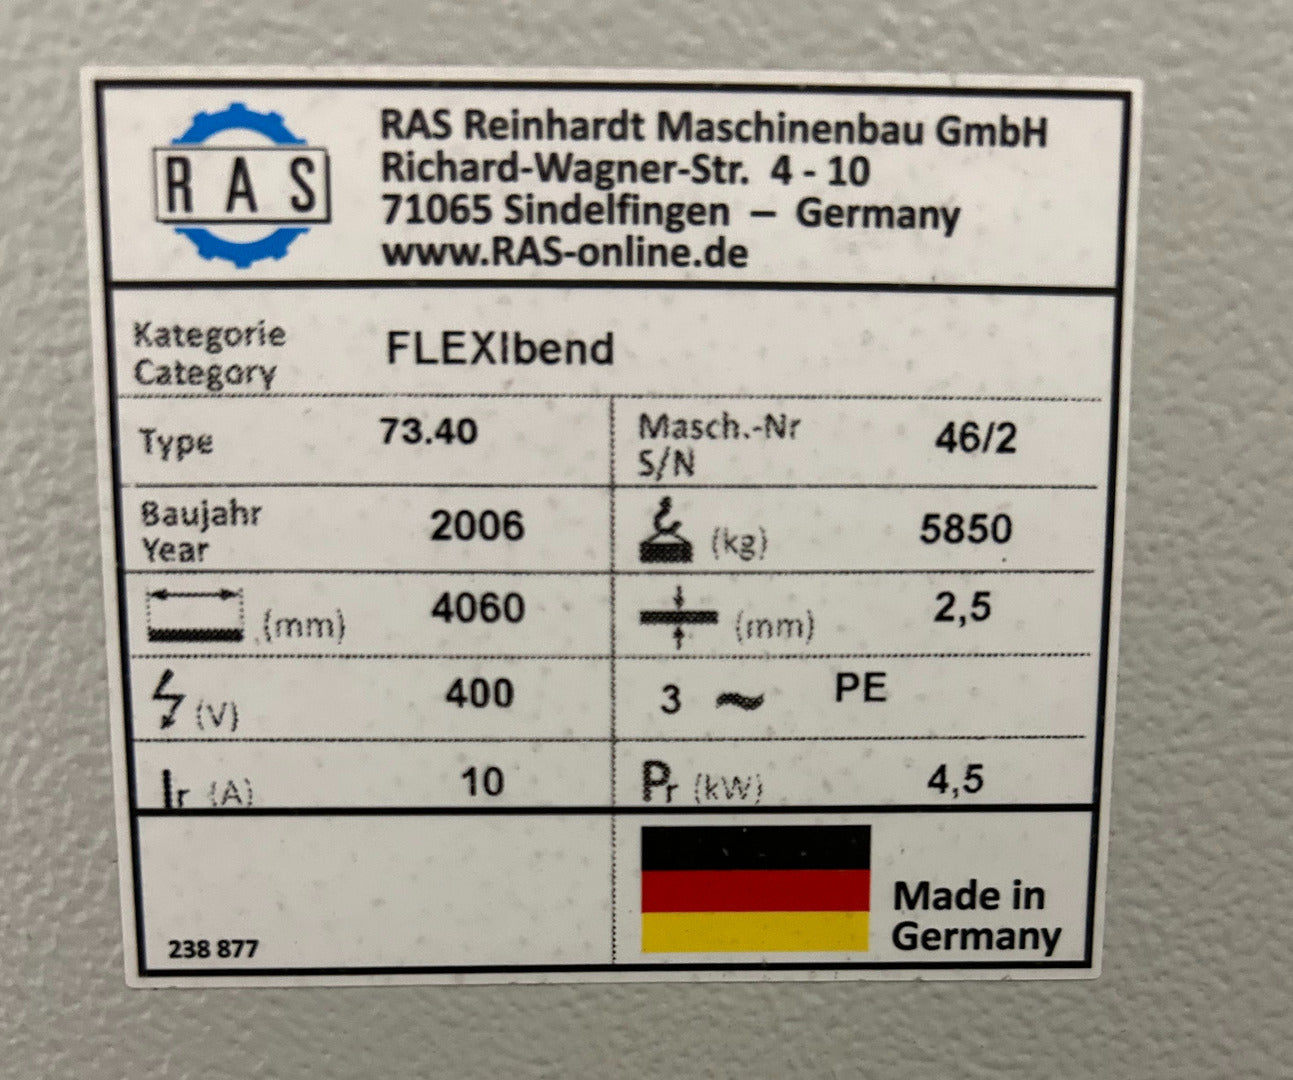 RAS
RAS Reinhardt Maschinenbau GmbH
Richard-Wagner-Str. 4 - 10
71065 Sindelfingen – Germany
www.RAS-online.de
Kategorie
Category
FLEXIbend
Type
73.40
Masch.-Nr
S/N
46/2
Baujahr
Year
2006
(kg)
5850
(mm)
4060
(mm)
2,5
(V)
400
3 ~ PE
Ir (A)
10
Pr (kW)
4,5
238 877
Made in
Germany